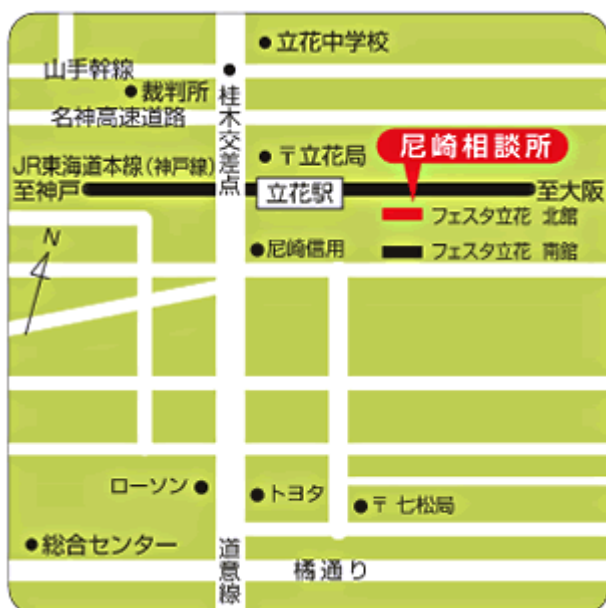 立花中学校
山手幹線
裁判所
名神高速道路
桂木交差点
〒立花局
尼崎相談所
JR東海道本線(神戸線)
至神戸
立花駅
至大阪
フェスタ立花 北館
N
尼崎信用
フェスタ立花 南館
ローソン
トヨタ
〒七松局
総合センター
道意線
橘通り